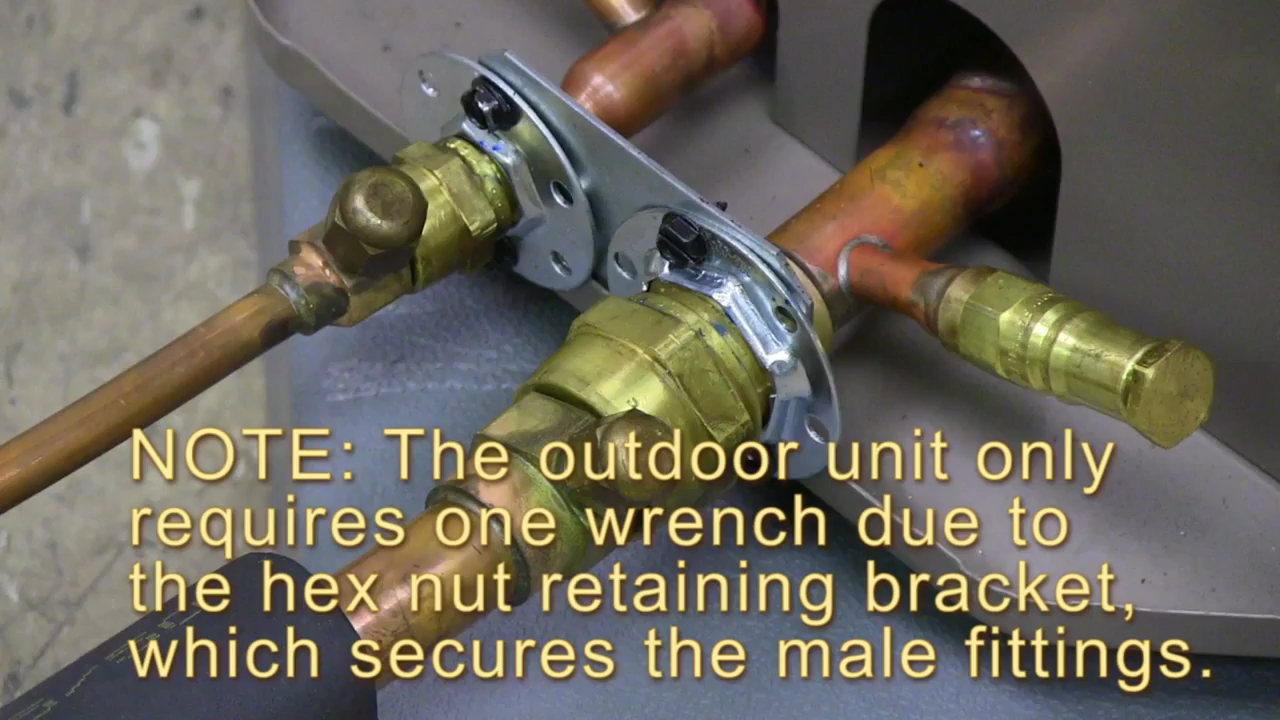 NOTE: The outdoor unit only
requires one wrench due to
the hex nut retaining bracket,
which secures the male fittings.